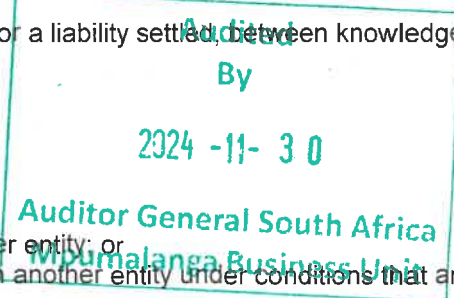 or a liability settled, between knowledge
Audited
By
2024 -11- 30
Auditor General South Africa
Mpumalanga Business Unit
er entity; or
another entity under conditions that ar